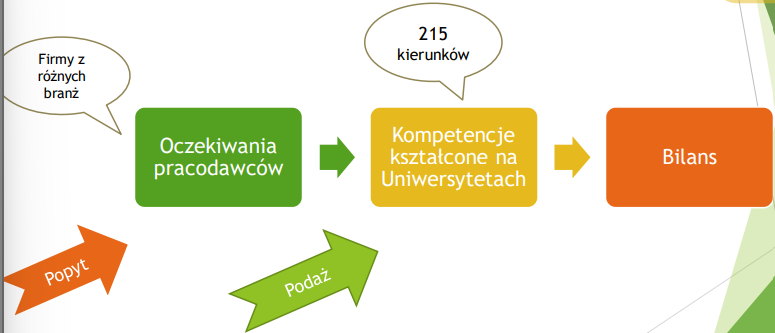 Firmy z
różnych
branż
215
kierunków
Oczekiwania
pracodawców
Kompetencje
kształcone na
Uniwersytetach
Bilans
Popyt
Podaż